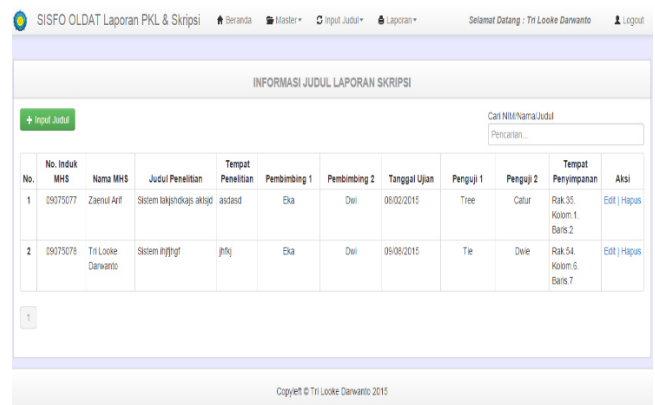 SISFO OLDAT Laporan PKL & Skripsi Beranda Master Input Judul Laporan Selamat Datang : Tri Looke Darwanto Logout
INFORMASI JUDUL LAPORAN SKRIPSI
+ Input Judul
Cari NIM/Nama/Judul
Pencarian...
No. No. Induk MHS Nama MHS Judul Penelitian Tempat Penelitian Pembimbing 1 Pembimbing 2 Tanggal Ujian Penguji 1 Penguji 2 Tempat Penyimpanan Aksi
1 09075077 Zaenul Arif Sistem lakjshdkajs aktsjd asdasd Eka Dwi 08/02/2015 Tree Catur Rak.35. Kolom.1. Baris.2 Edit | Hapus
2 09075078 Tri Looke Darwanto Sistem jhfkj Eka Dwi 09/08/2015 Tie Dwie Rak.54. Kolom.6. Baris.7 Edit | Hapus
1
Copyleft © Tri Looke Darwanto 2015